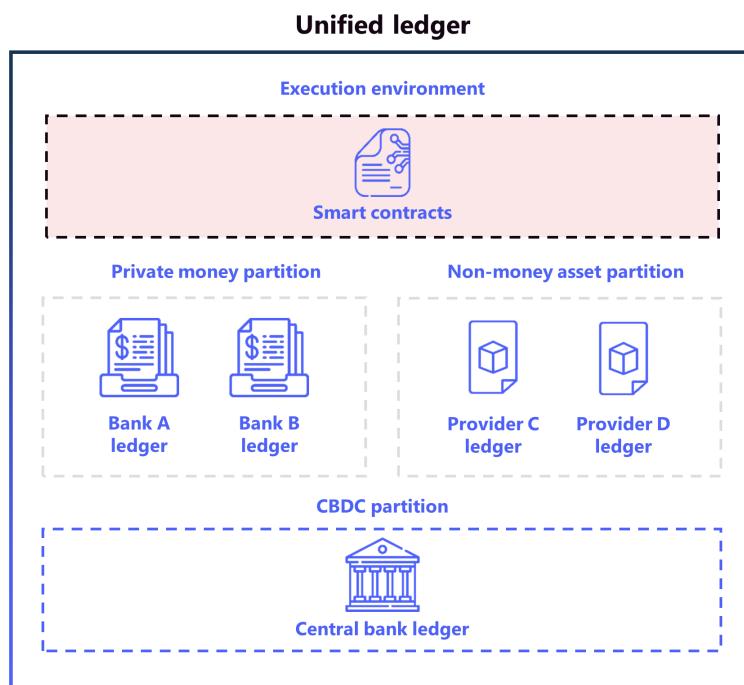 Unified ledger
Execution environment
Smart contracts
Private money partition
Non-money asset partition
$
$
Bank A
ledger
Bank B
ledger
Provider C
ledger
Provider D
ledger
CBDC partition
Central bank ledger